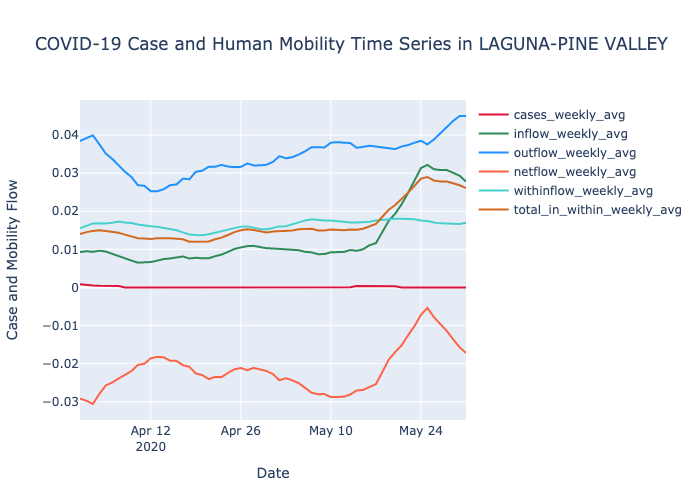 COVID-19 Case and Human Mobility Time Series in LAGUNA-PINE VALLEY
cases_weekly_avg
inflow_weekly_avg
outflow_weekly_avg
netflow_weekly_avg
withinflow_weekly_avg
total_in_within_weekly_avg
Case and Mobility Flow
0.04
0.03
0.02
0.01
0
−0.01
−0.02
−0.03
Apr 12
2020
Apr 26
May 10
May 24
Date